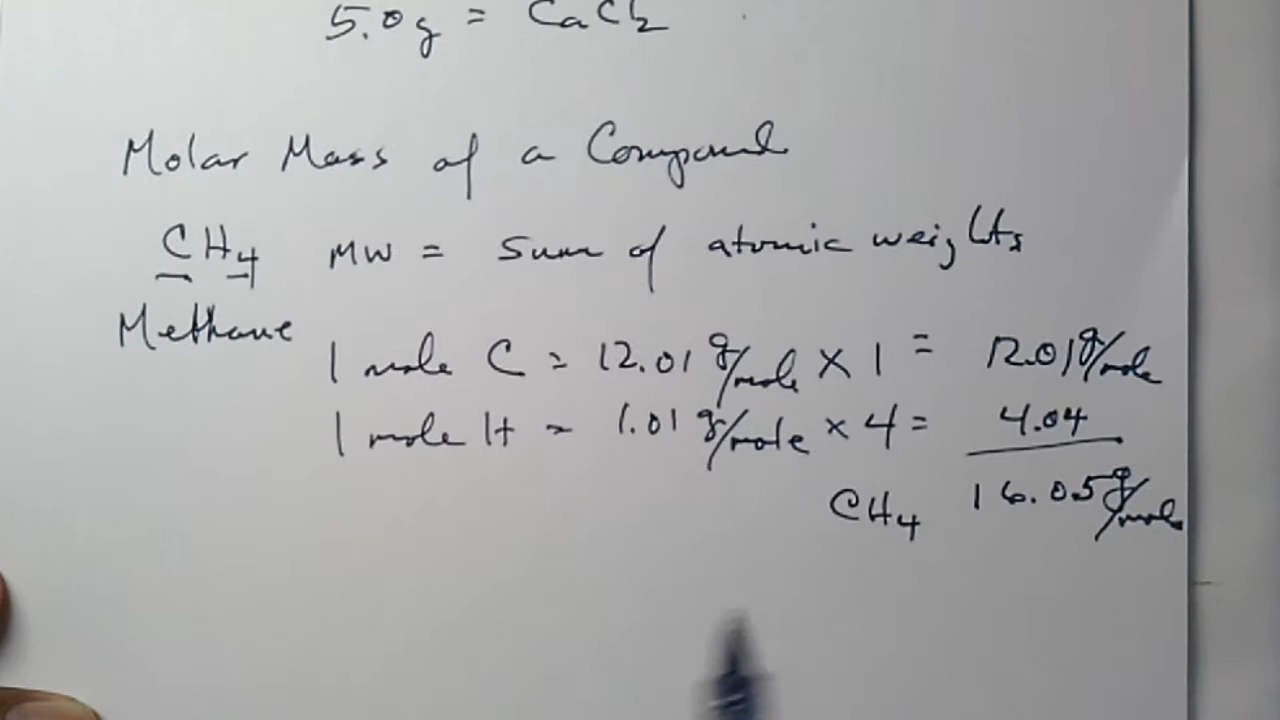 5.0g = CaCl2
Molar Mass of a Compound
CH4 MW = Sum of atomic weights
Methane
1 mole C = 12.01 g/mole × 1 = 12.01 g/mole
1 mole H = 1.01 g/mole × 4 = 4.04
CH4 16.05 g/mole